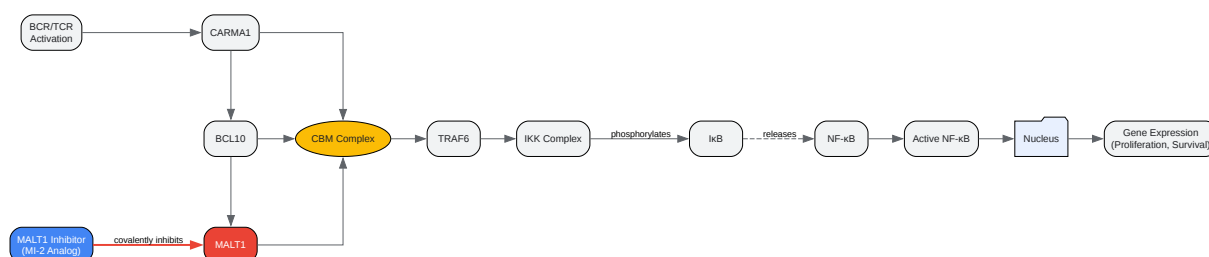 BCR/TCR
Activation
CARMA1
BCL10
CBM Complex
TRAF6
IKK Complex
phosphorylates
IκB
releases
NF-κB
Active NF-κB
Nucleus
Gene Expression
(Proliferation, Survival)
MALT1 Inhibitor
(MI-2 Analog)
covalently inhibits
MALT1